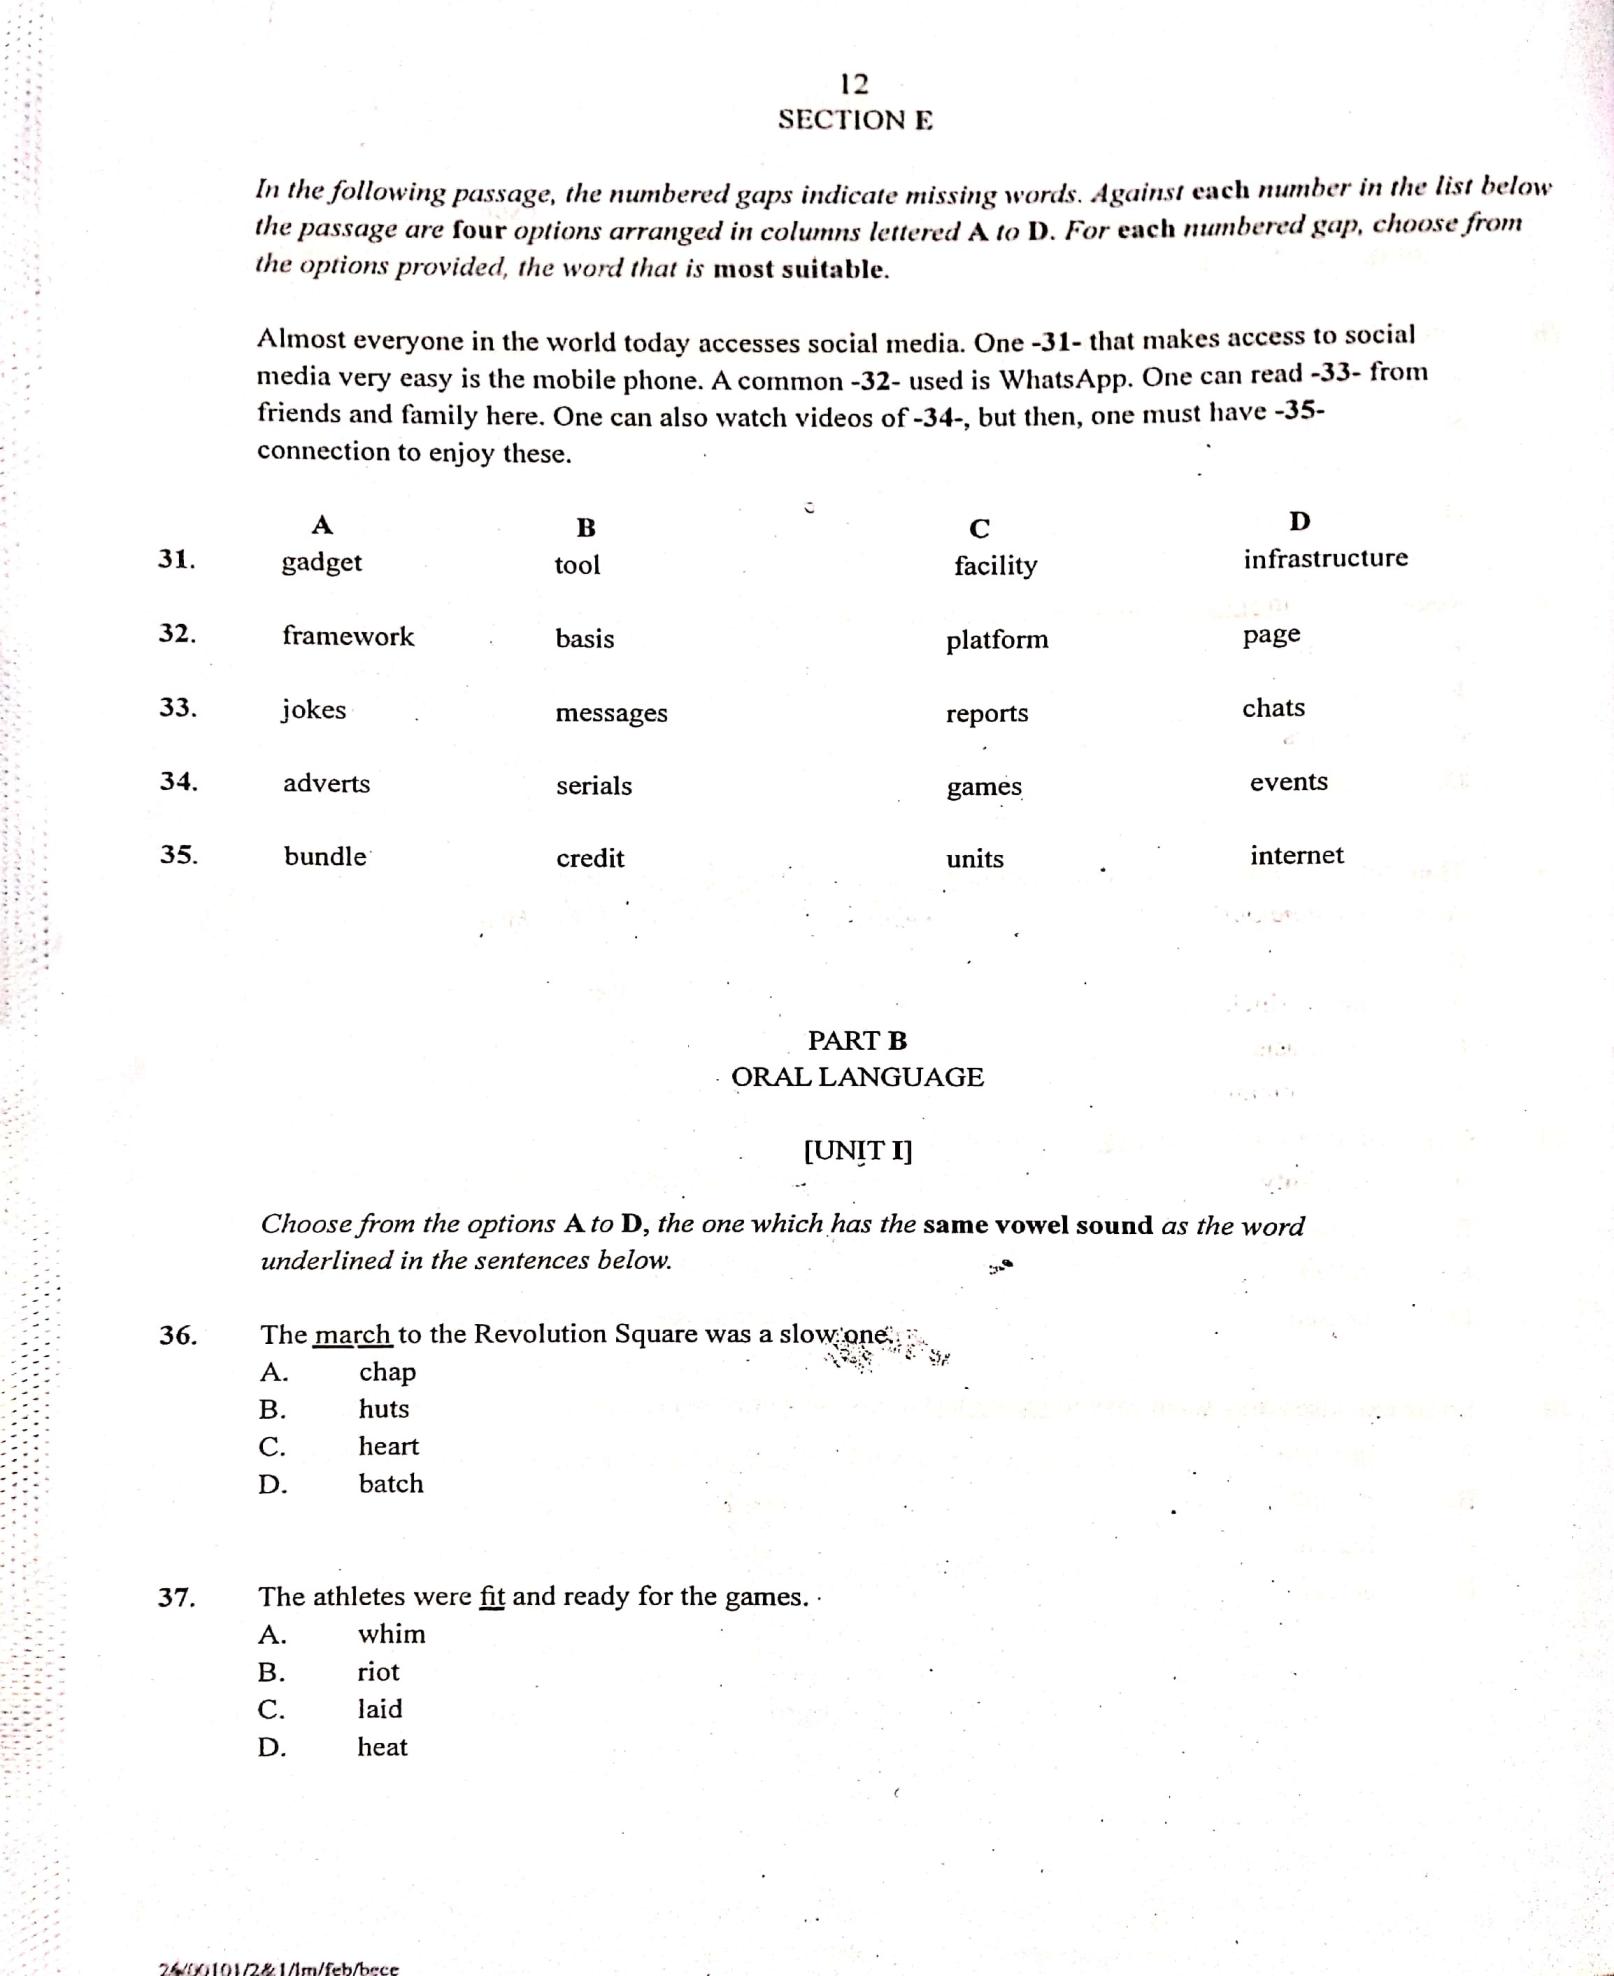 12
SECTION E
In the following passage, the numbered gaps indicate missing words. Against each number in the list below
the passage are four options arranged in columns lettered A to D. For each numbered gap, choose from
the options provided, the word that is most suitable.
Almost everyone in the world today accesses social media. One -31- that makes access to social
media very easy is the mobile phone. A common -32- used is WhatsApp. One can read -33- from
friends and family here. One can also watch videos of -34-, but then, one must have -35-
connection to enjoy these.
A B C D
31. gadget tool facility infrastructure
32. framework basis platform page
33. jokes messages reports chats
34. adverts serials games events
35. bundle credit units internet
PART B
ORAL LANGUAGE
[UNIT I]
Choose from the options A to D, the one which has the same vowel sound as the word
underlined in the sentences below.
36. The march to the Revolution Square was a slow one.
A. chap
B. huts
C. heart
D. batch
37. The athletes were fit and ready for the games.
A. whim
B. riot
C. laid
D. heat